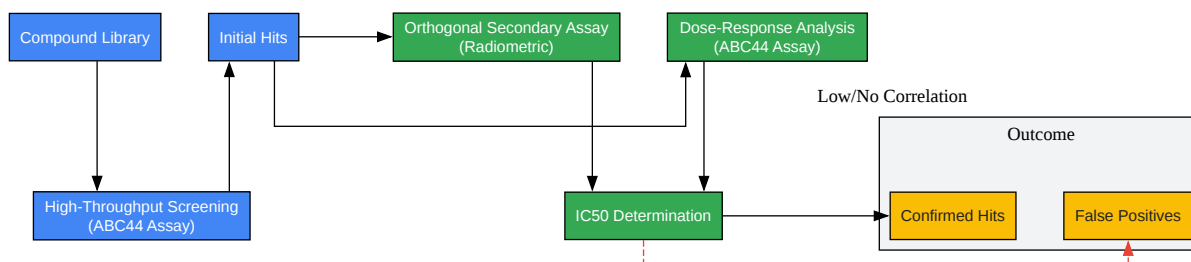 Compound Library
Initial Hits
Orthogonal Secondary Assay
(Radiometric)
Dose-Response Analysis
(ABC44 Assay)
Low/No Correlation
Outcome
High-Throughput Screening
(ABC44 Assay)
IC50 Determination
Confirmed Hits
False Positives